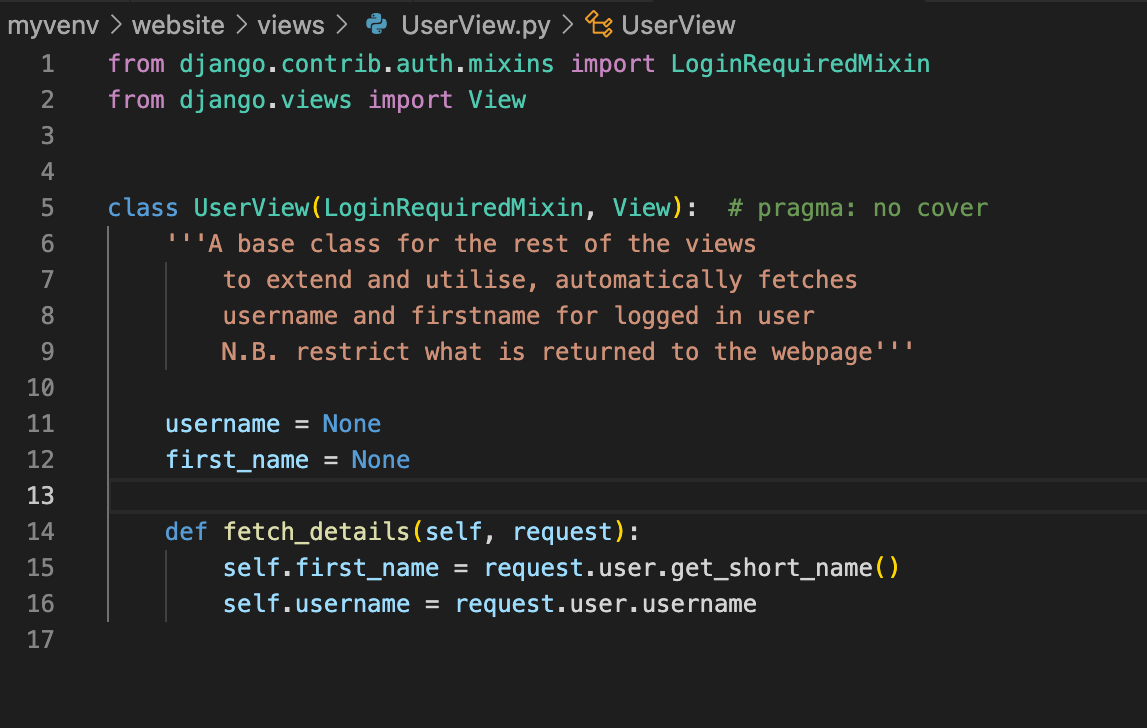 myvenv > website > views > UserView.py > UserView
1 from django.contrib.auth.mixins import LoginRequiredMixin
2 from django.views import View
3
4
5 class UserView(LoginRequiredMixin, View):  # pragma: no cover
6     '''A base class for the rest of the views
7         to extend and utilise, automatically fetches
8         username and firstname for logged in user
9         N.B. restrict what is returned to the webpage'''
10
11     username = None
12     first_name = None
13
14     def fetch_details(self, request):
15         self.first_name = request.user.get_short_name()
16         self.username = request.user.username
17